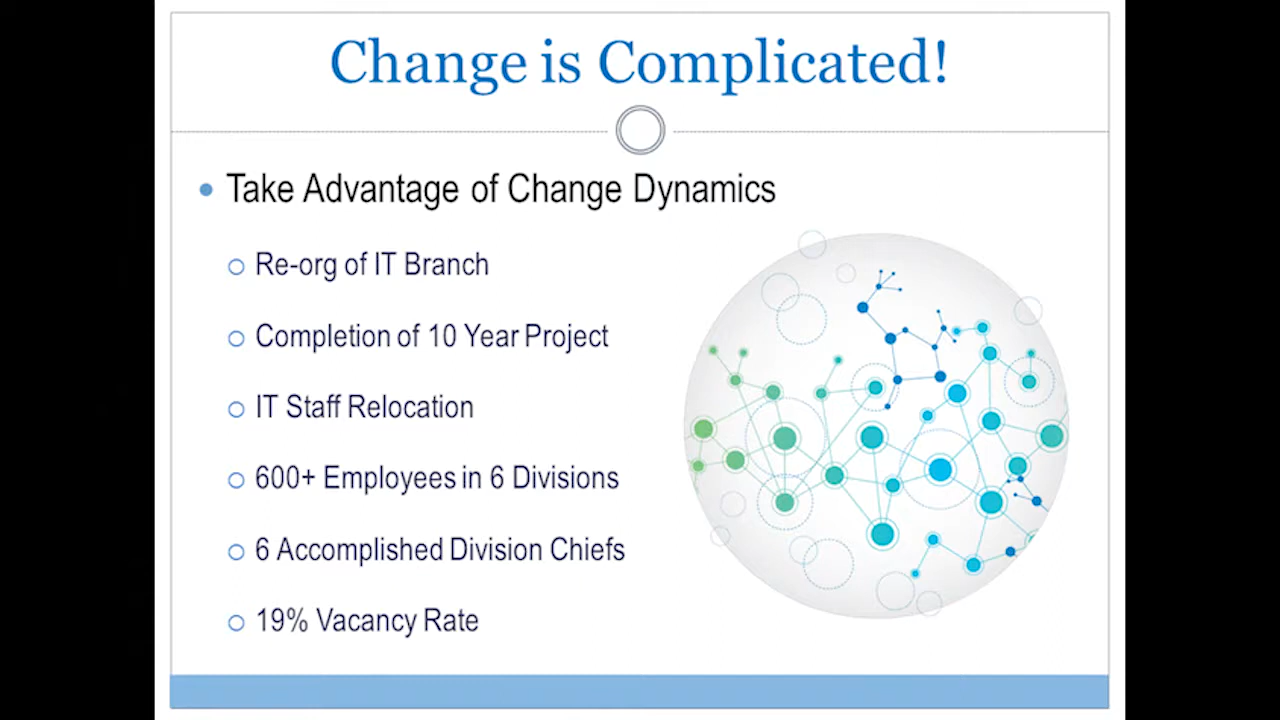 Change is Complicated!
Take Advantage of Change Dynamics
Re-org of IT Branch
Completion of 10 Year Project
IT Staff Relocation
600+ Employees in 6 Divisions
6 Accomplished Division Chiefs
19% Vacancy Rate